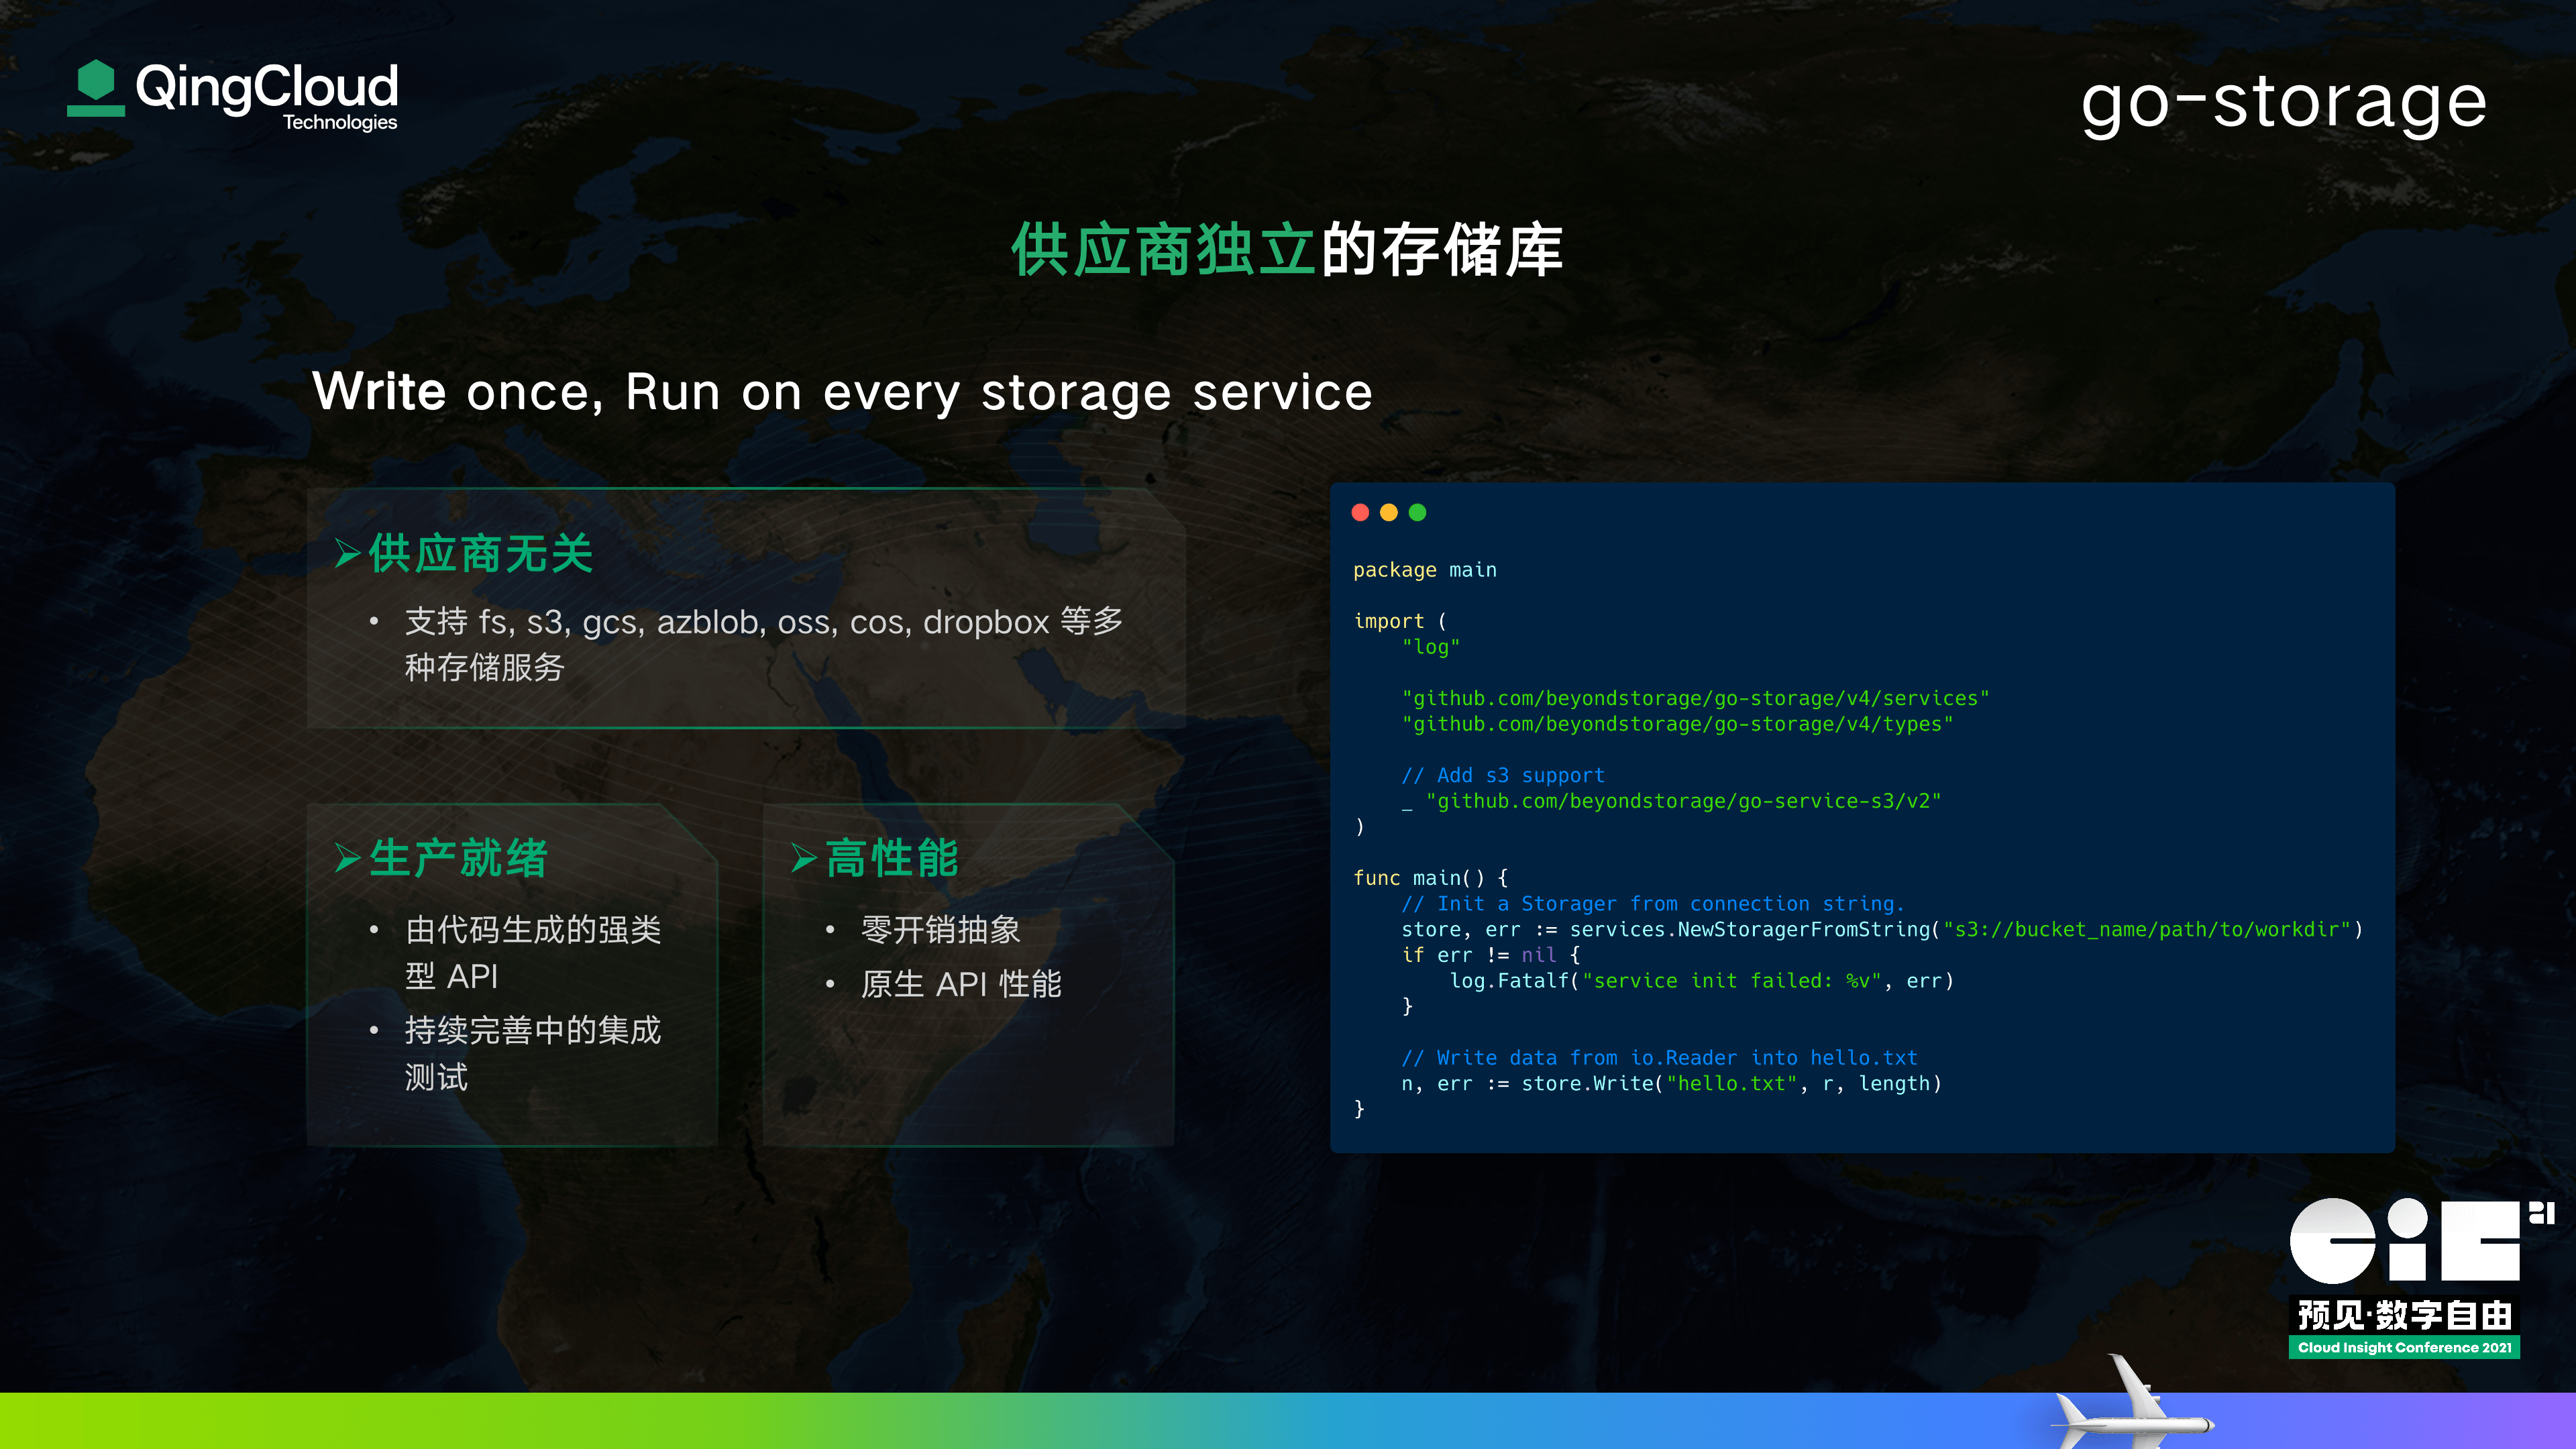 QingCloud
Technologies
go-storage
供应商独立的存储库
Write once, Run on every storage service
供应商无关
• 支持 fs, s3, gcs, azblob, oss, cos, dropbox 等多
种存储服务
生产就绪
• 由代码生成的强类
型 API
• 持续完善中的集成
测试
高性能
• 零开销抽象
• 原生 API 性能
package main
import (
    "log"
    "github.com/beyondstorage/go-storage/v4/services"
    "github.com/beyondstorage/go-storage/v4/types"
    // Add s3 support
    _ "github.com/beyondstorage/go-service-s3/v2"
)
func main() {
    // Init a Storager from connection string.
    store, err := services.NewStoragerFromString("s3://bucket_name/path/to/workdir")
    if err != nil {
        log.Fatalf("service init failed: %v", err)
    }
    // Write data from io.Reader into hello.txt
    n, err := store.Write("hello.txt", r, length)
}
CIC 21
预见·数字自由
Cloud Insight Conference 2021